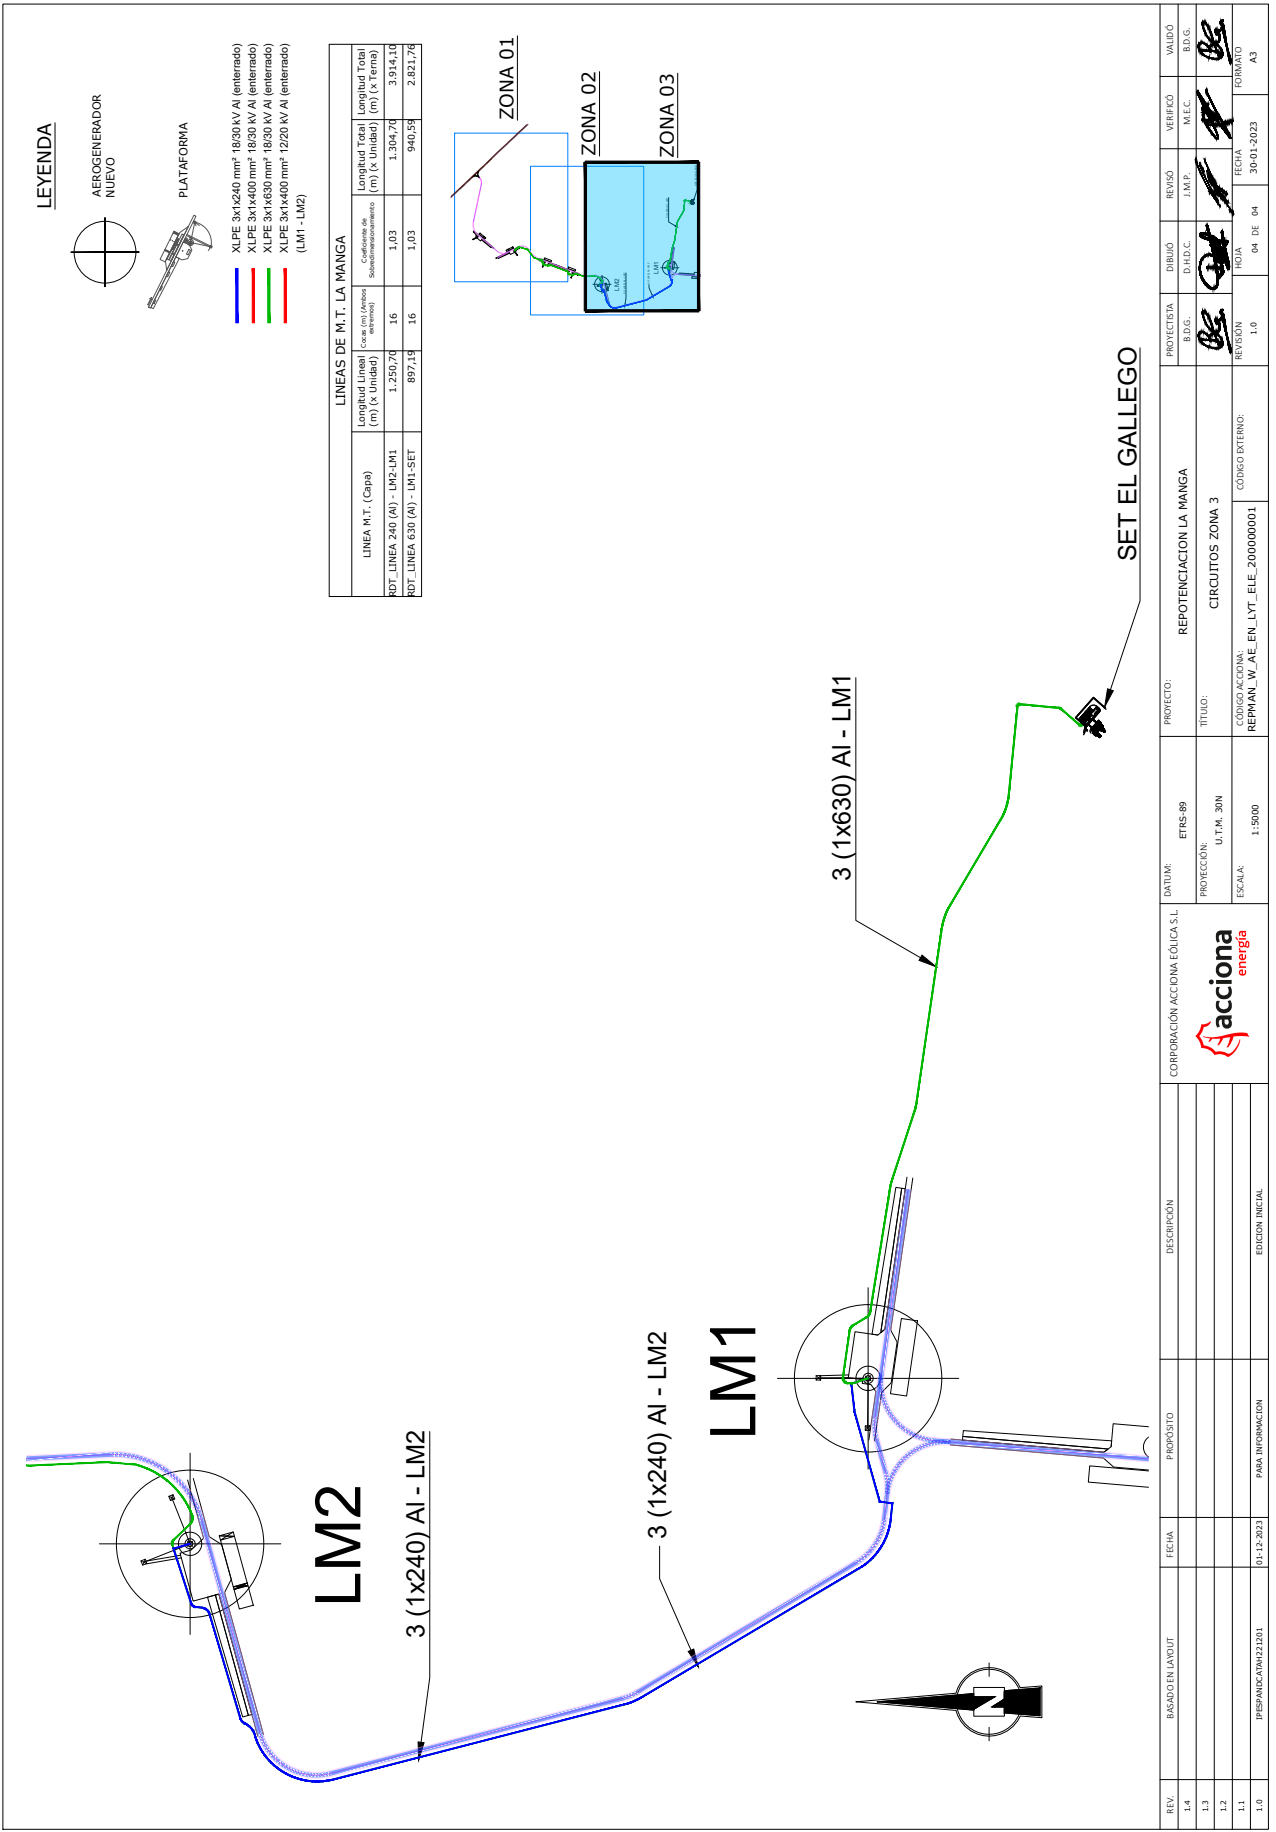 LEYENDA
AEROGENERADOR
NUEVO
PLATAFORMA
XLPE 3x1x240 mm² 18/30 kV Al (enterrado)
XLPE 3x1x400 mm² 18/30 kV Al (enterrado)
XLPE 3x1x630 mm² 18/30 kV Al (enterrado)
XLPE 3x1x400 mm² 12/20 kV Al (enterrado)
(LM1 - LM2)
LINEAS DE M.T. LA MANGA
LINEA M.T. (Capa)
Longitud Lineal
(m) (x Unidad)
Cocas (m) (Ambos
extremos)
Coeficiente de
Sobredimensionamiento
Longitud Total
(m) (x Unidad)
Longitud Total
(m) (x Terna)
RDT_LINEA 240 (Al) - LM2-LM1 1.250,70 16 1,03 1.304,70 3.914,10
RDT_LINEA 630 (Al) - LM1-SET 897,19 16 1,03 940,59 2.821,76
ZONA 01
ZONA 02
ZONA 03
LM2
LM1
LM2
3 (1x240) Al - LM2
3 (1x240) Al - LM2
LM1
3 (1x630) Al - LM1
SET EL GALLEGO
N
REV.
BASADO EN LAYOUT
FECHA
PROPÓSITO
DESCRIPCIÓN
1.4
1.3
1.2
1.1
1.0 IPESPANDCATAH221201 01-12-2023 PARA INFORMACION EDICION INICIAL
CORPORACIÓN ACCIONA EÓLICA S.L.
acciona
energía
DATUM:
ETRS-89
PROYECCIÓN:
U.T.M. 30N
ESCALA:
1:5000
PROYECTO:
REPOTENCIACION LA MANGA
TÍTULO:
CIRCUITOS ZONA 3
CÓDIGO ACCIONA:
REPMAN_W_AE_EN_LYT_ELE_200000001
CÓDIGO EXTERNO:
PROYECTISTA
B.D.G.
DIBUJÓ
D.H.D.C.
REVISÓ
J.M.P.
VERIFICÓ
M.E.C.
VALIDÓ
B.D.G.
REVISIÓN
1.0
HOJA
04 DE 04
FECHA
30-01-2023
FORMATO
A3